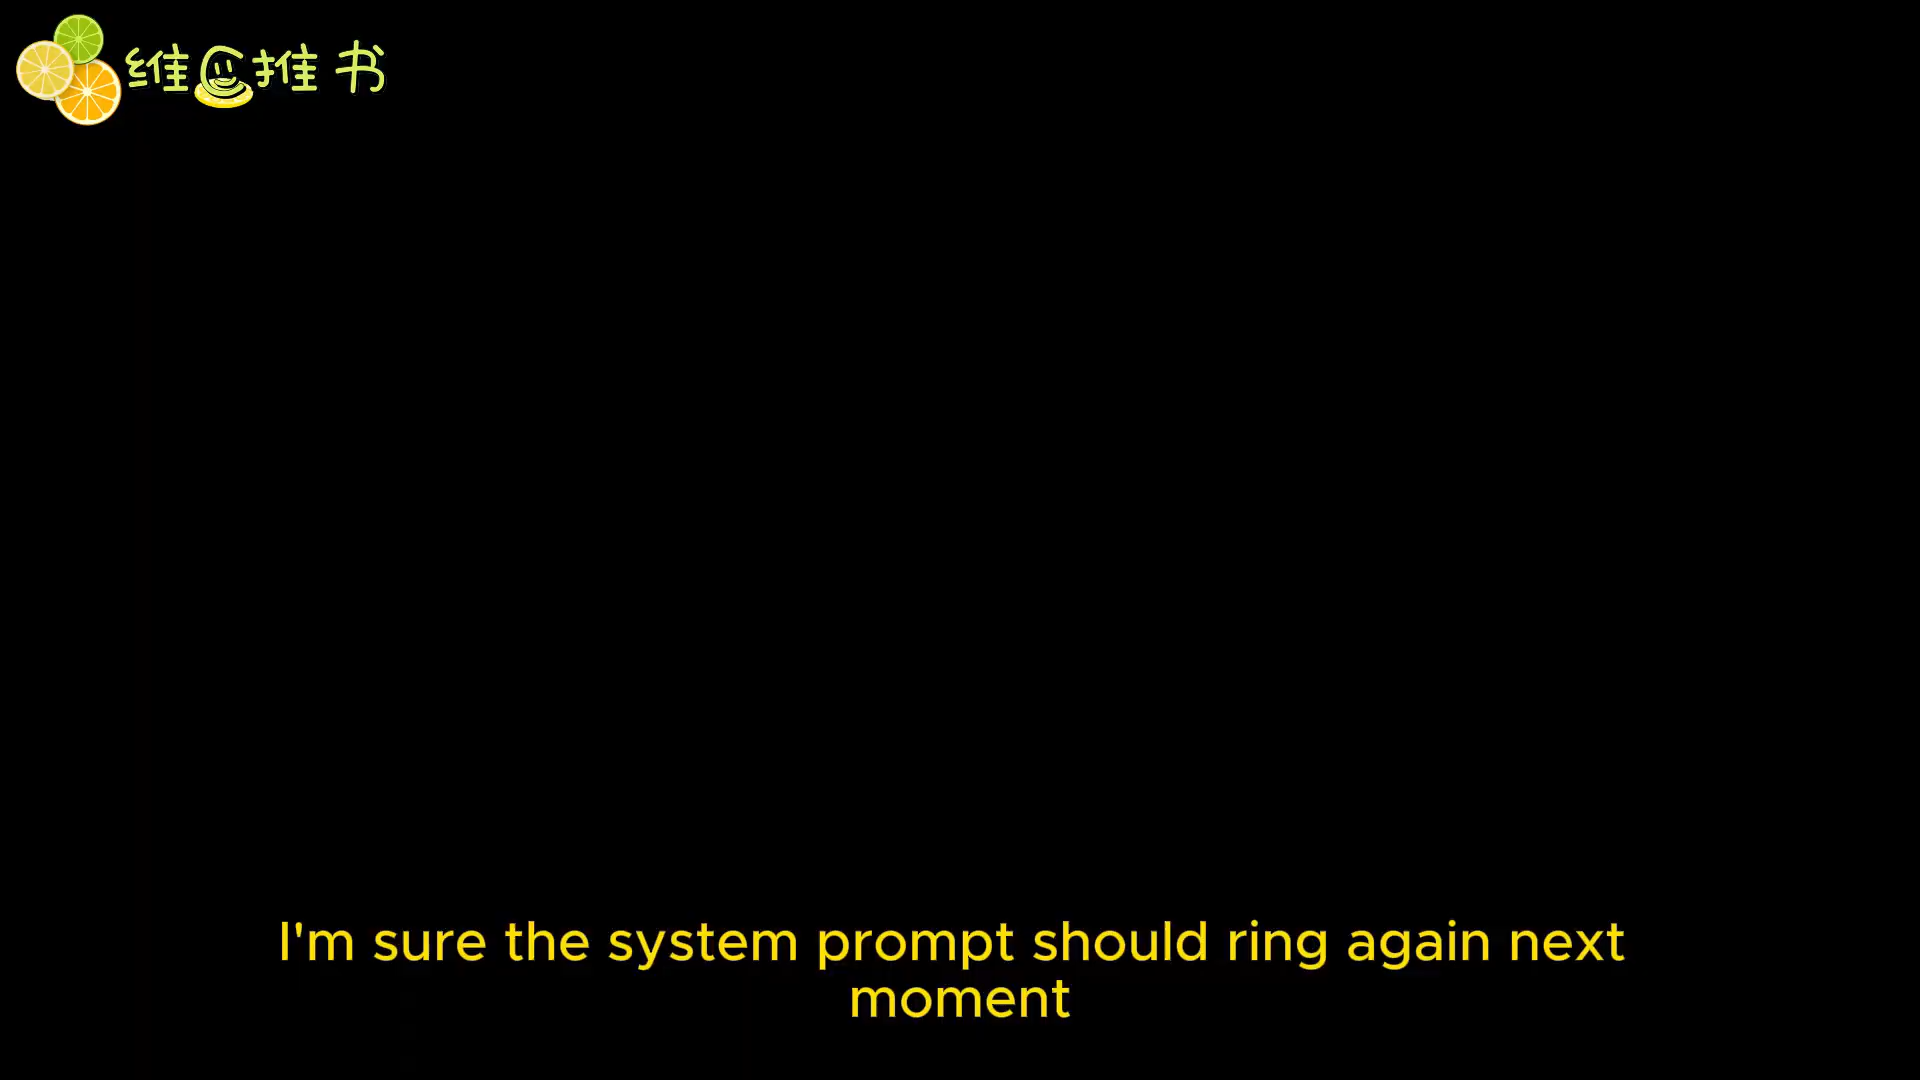 维C推书
I'm sure the system prompt should ring again next
moment